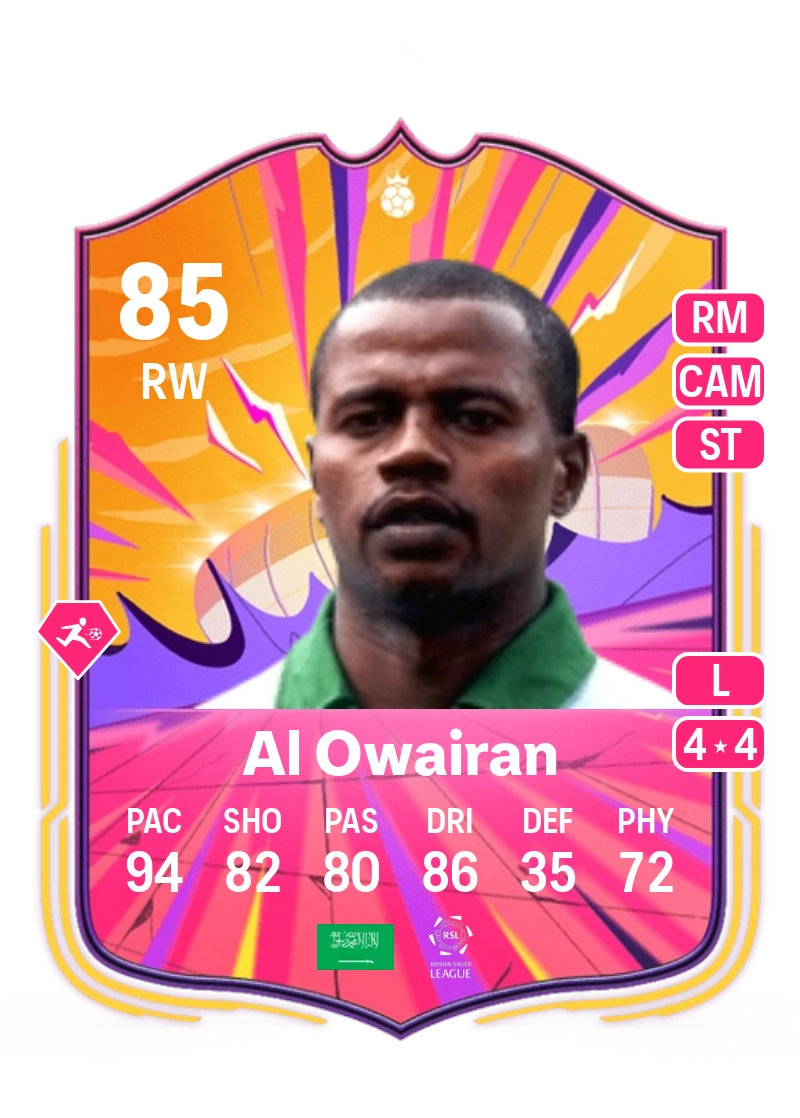 85
RW
RM
CAM
ST
L
4★4
Al Owairan
PAC SHO PAS DRI DEF PHY
94 82 80 86 35 72
RSL
ROSHN SAUDI
LEAGUE